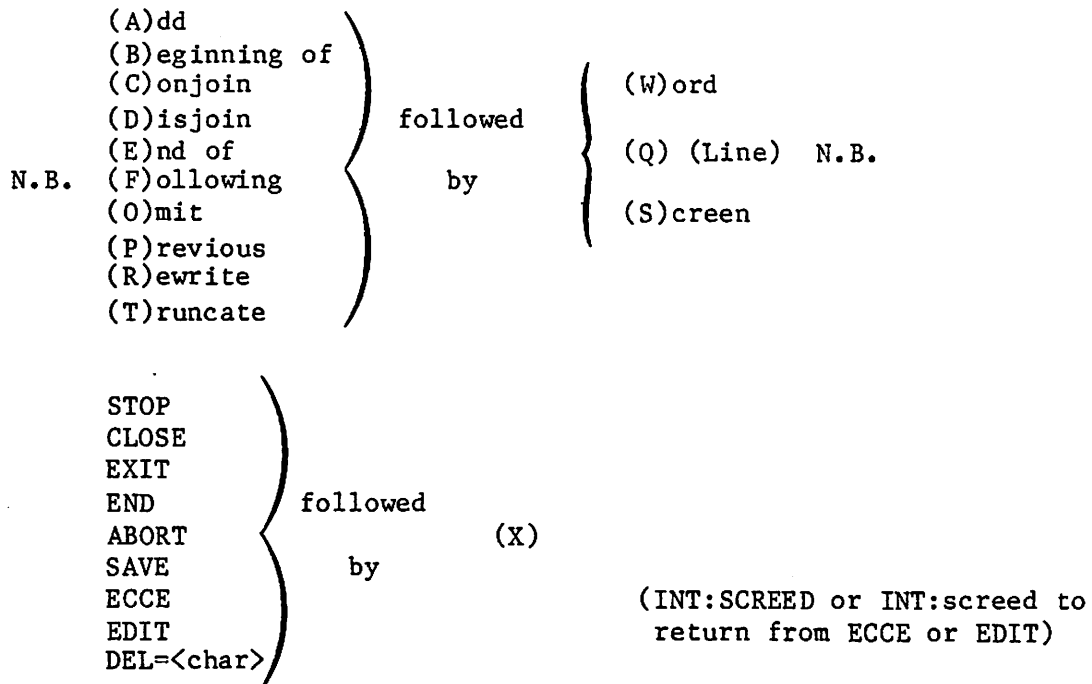 (A)dd
(B)eginning of
(C)onjoin (W)ord
(D)isjoin followed
(E)nd of (Q) (Line) N.B.
N.B. (F)ollowing by
(O)mit (S)creen
(P)revious
(R)ewrite
(T)runcate
STOP
CLOSE
EXIT
END followed
ABORT (X)
SAVE by
ECCE (INT:SCREED or INT:screed to
EDIT return from ECCE or EDIT)
DEL=<char>